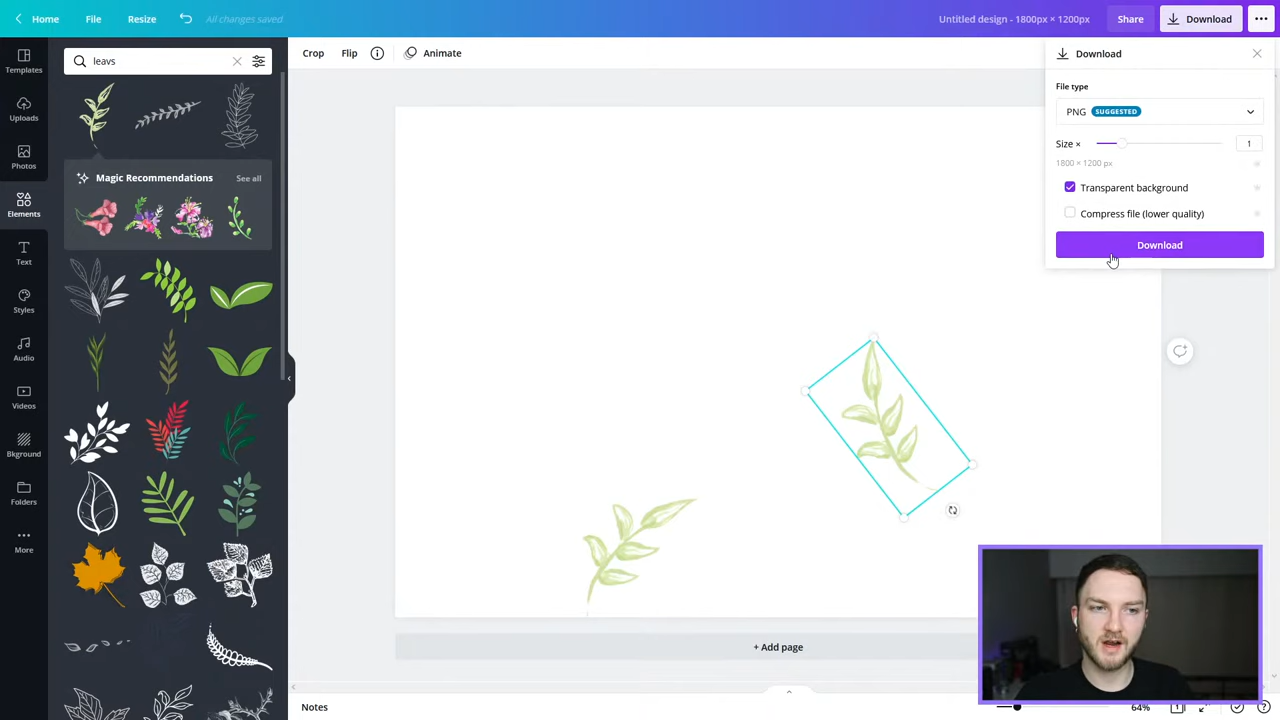 Home File Resize All changes saved Untitled design - 1800px × 1200px Share Download
Templates
Uploads
Photos
Elements
Text
Styles
Audio
Videos
Bkground
Folders
More
leavs
Magic Recommendations See all
Crop Flip Animate
Download
File type
PNG SUGGESTED
Size × 1
1800 × 1200 px
Transparent background
Compress file (lower quality)
Download
+ Add page
Notes
64%
1